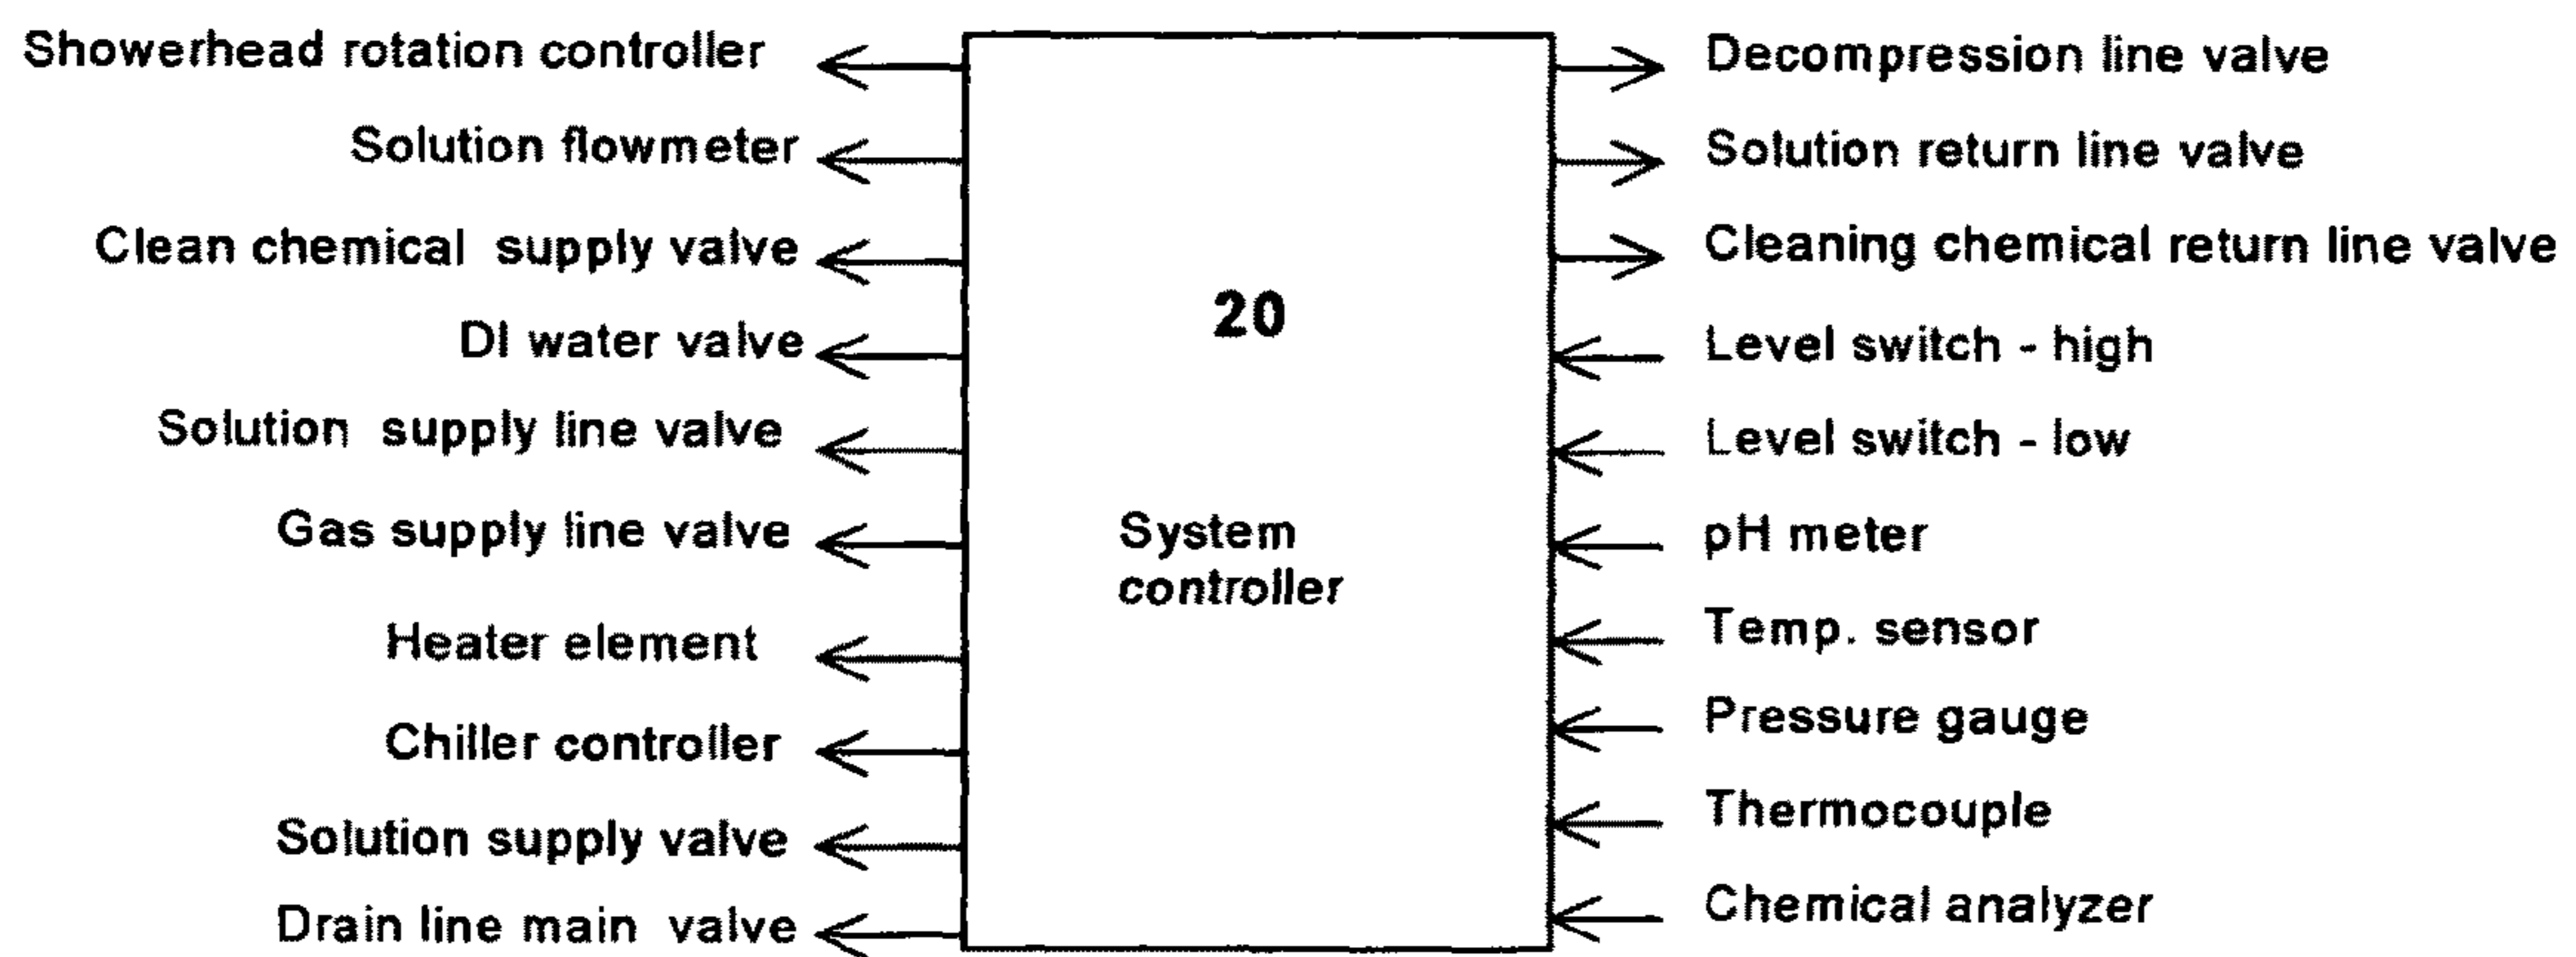 Showerhead rotation controller
Solution flowmeter
Clean chemical supply valve
DI water valve
Solution supply line valve
Gas supply line valve
Heater element
Chiller controller
Solution supply valve
Drain line main valve
20
System
controller
Decompression line valve
Solution return line valve
Cleaning chemical return line valve
Level switch - high
Level switch - low
pH meter
Temp. sensor
Pressure gauge
Thermocouple
Chemical analyzer